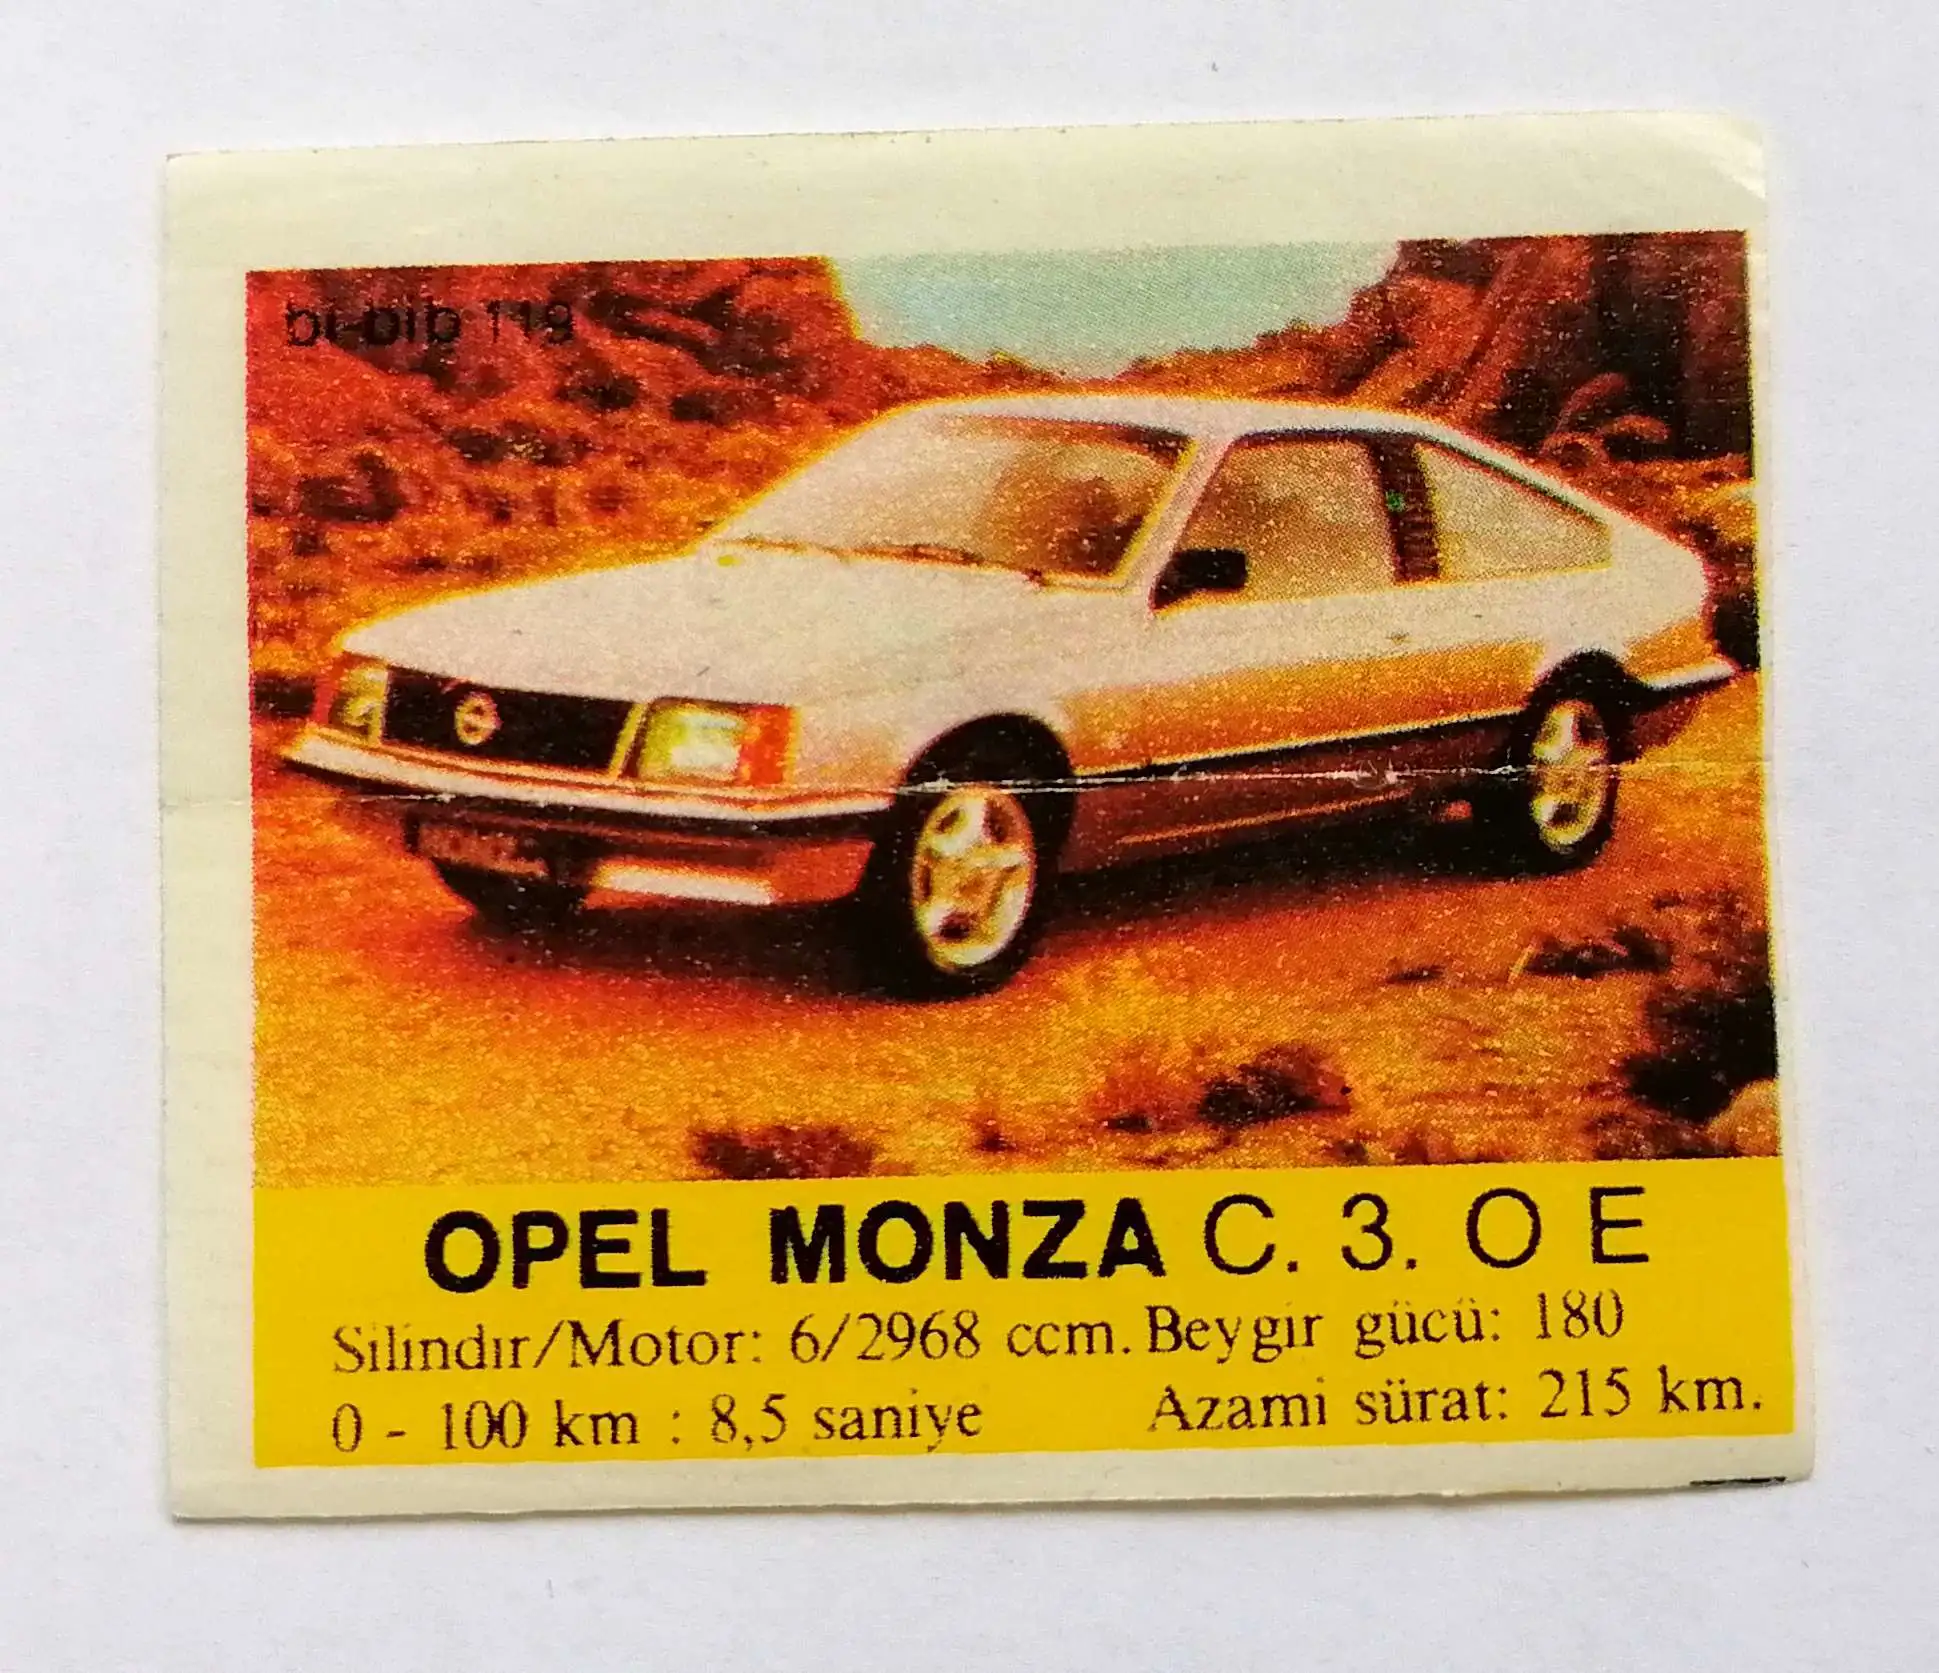 bi-bip 119
OPEL MONZA C. 3. O E
Silindir/Motor: 6/2968 ccm. Beygir gücü: 180
0 - 100 km : 8,5 saniye Azami sürat: 215 km.